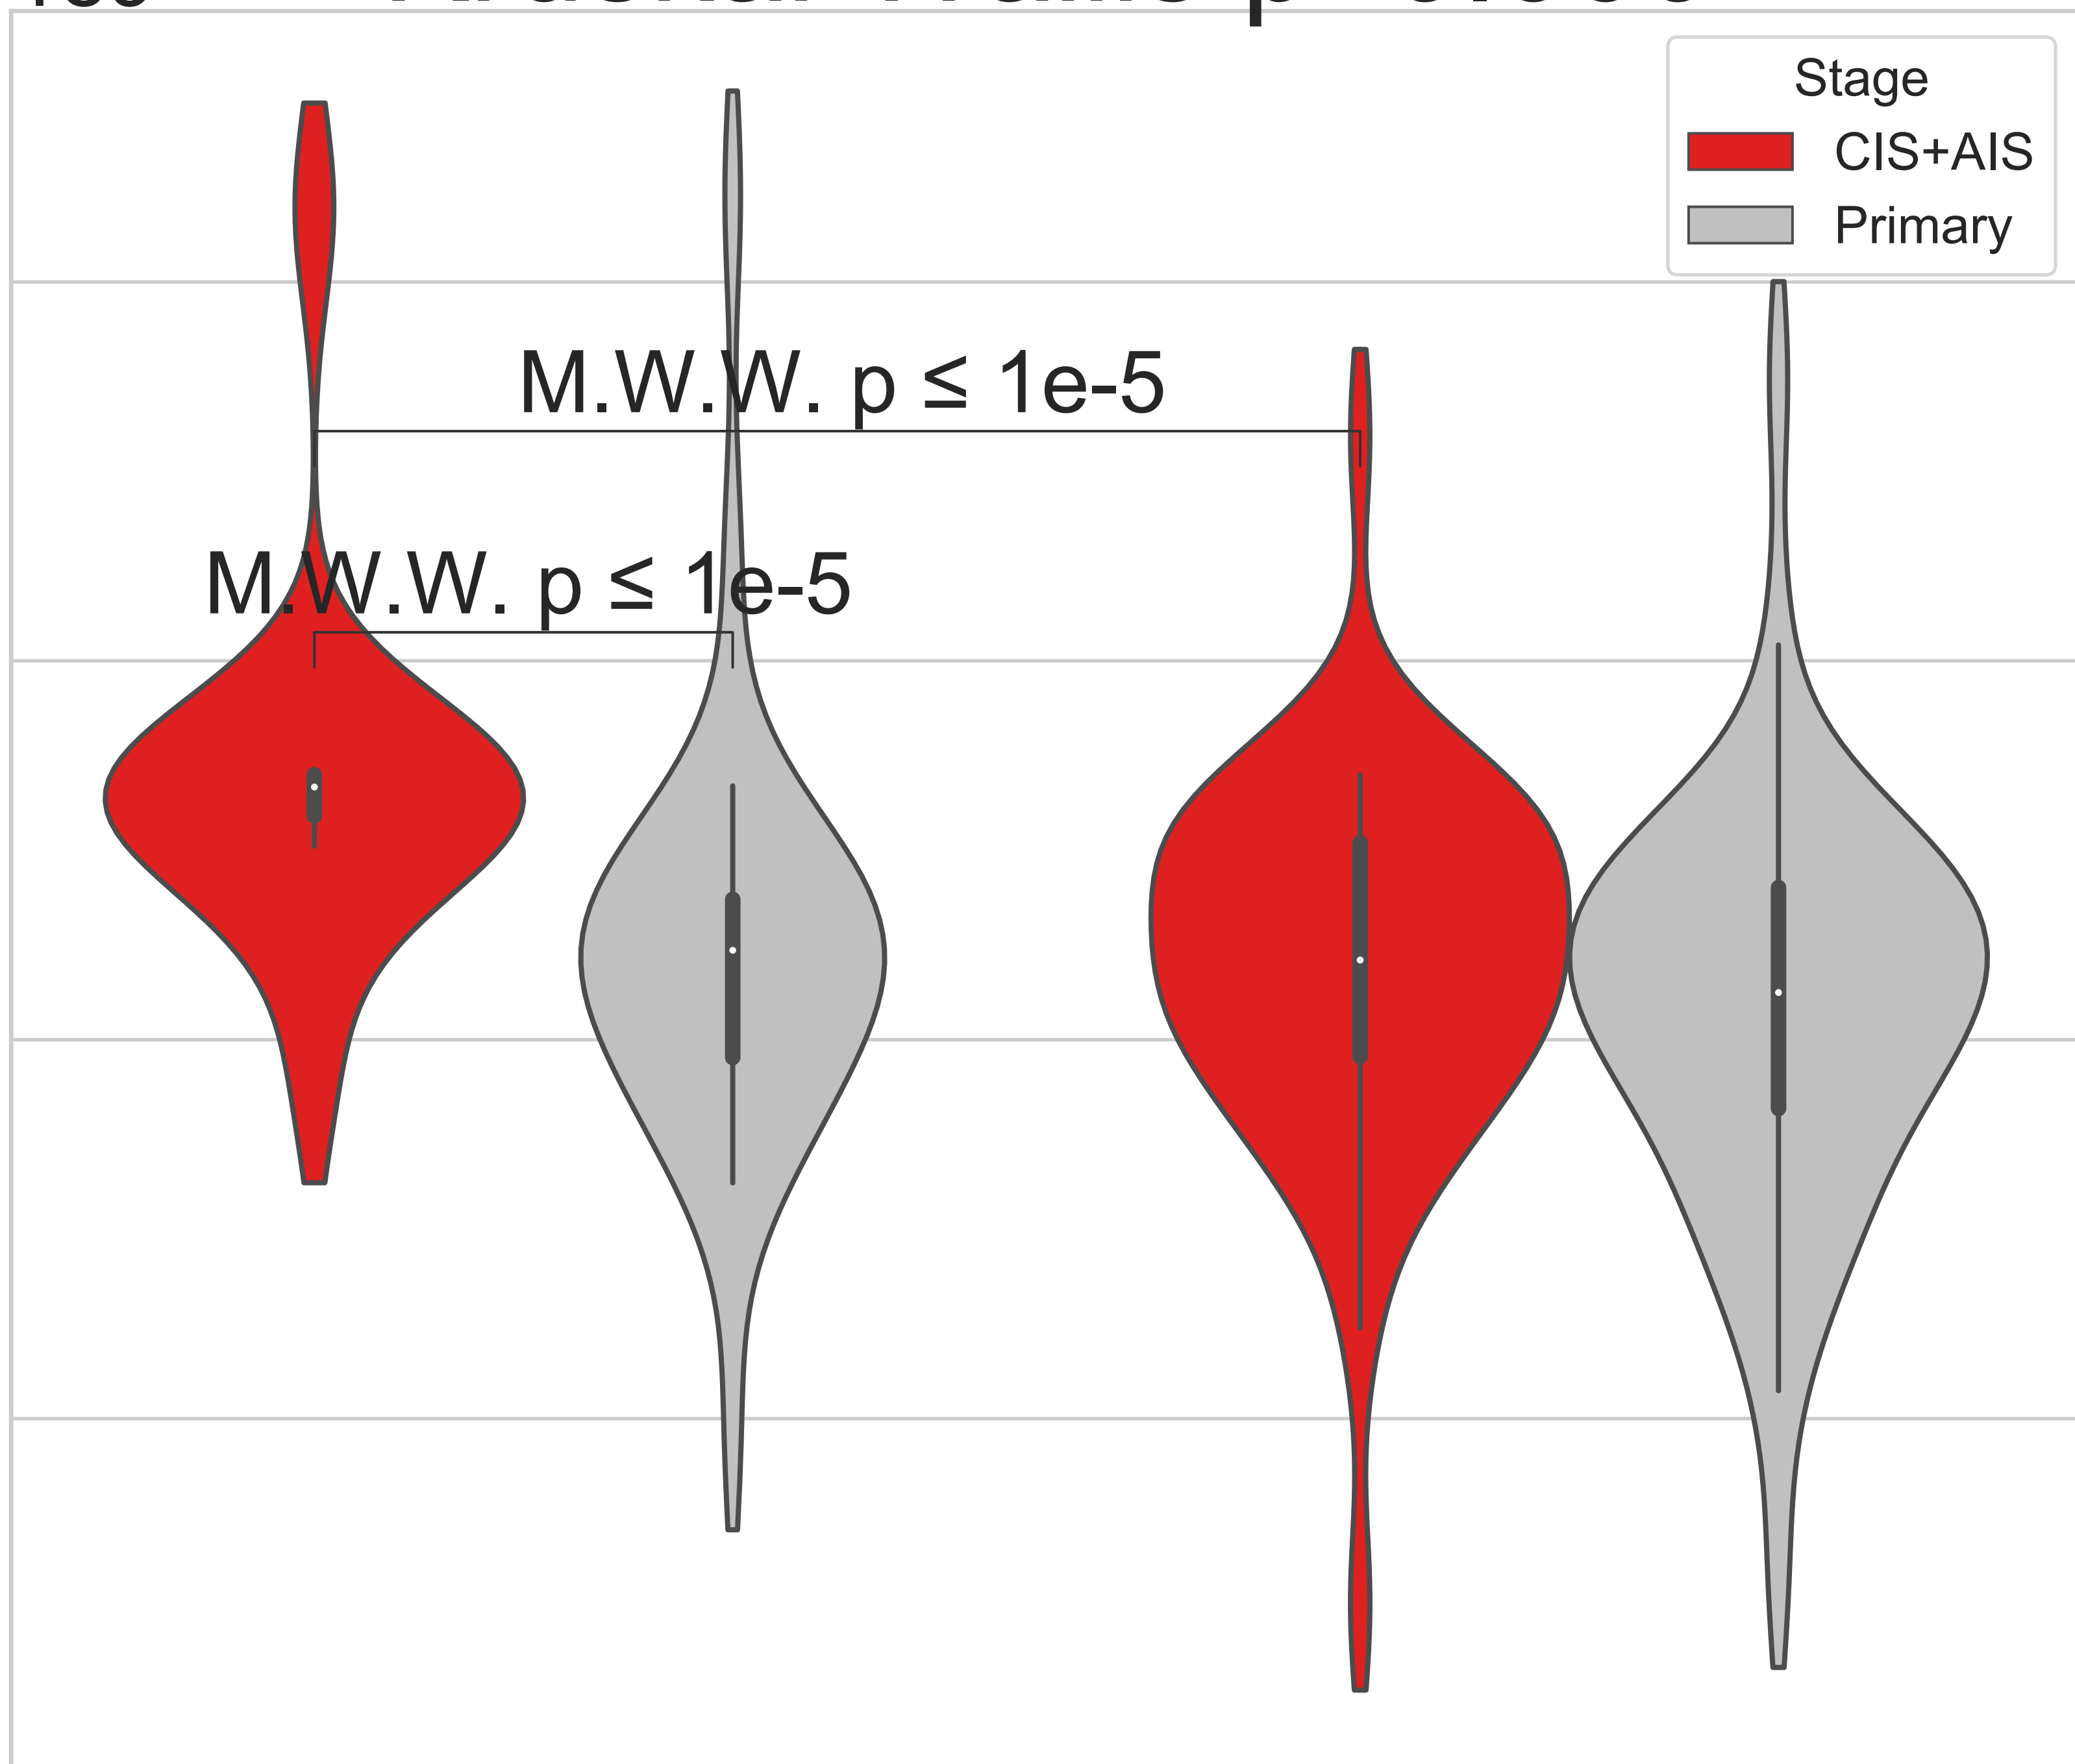 Stage
CIS+AIS
Primary
M.W.W. p ≤ 1e-5
M.W.W. p ≤ 1e-5